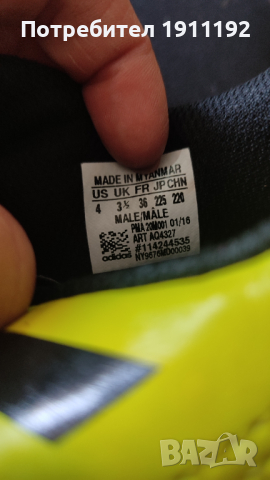 Потребител 1911192
MADE IN MYANMAR
US UK FR JP CHN
4 3½ 36 225 220
MALE/MALE
PMA 20M001 01/16
ART AQ4327
#114244535
NY9576MD00039
adidas
BAZAR